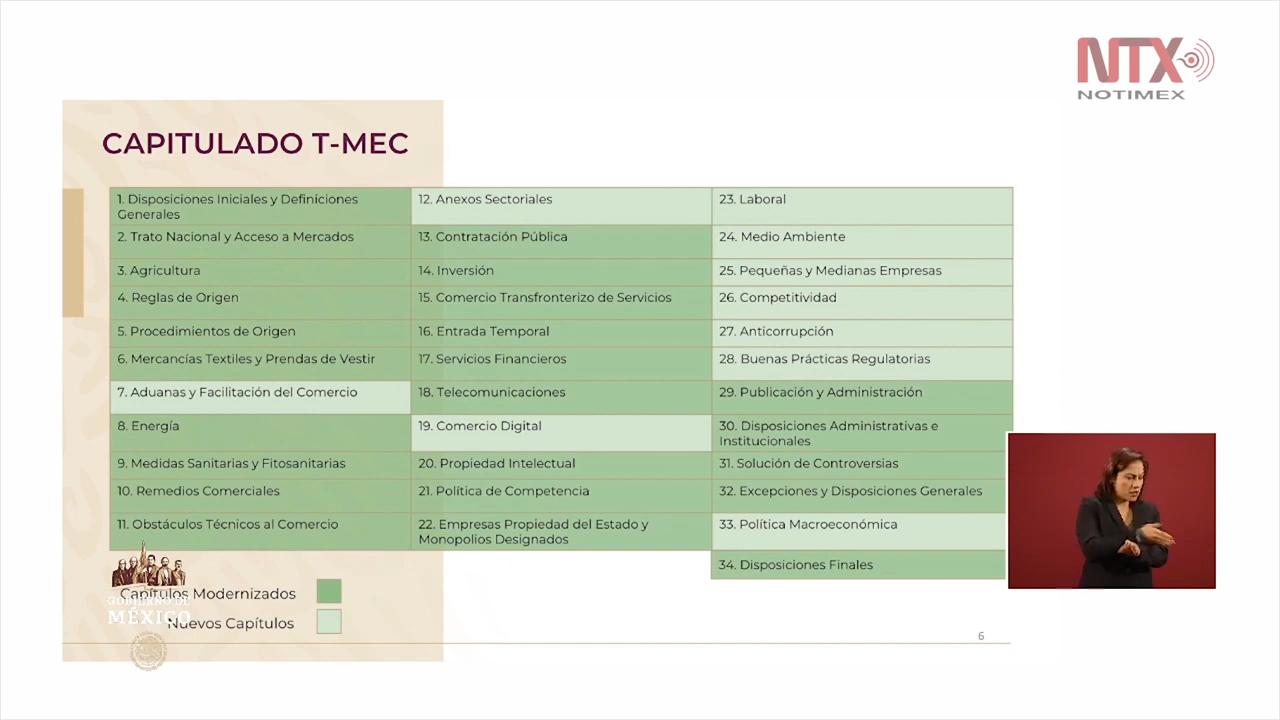 NTX
NOTIMEX
CAPITULADO T-MEC
1. Disposiciones Iniciales y Definiciones
Generales
2. Trato Nacional y Acceso a Mercados
3. Agricultura
4. Reglas de Origen
5. Procedimientos de Origen
6. Mercancías Textiles y Prendas de Vestir
7. Aduanas y Facilitación del Comercio
8. Energía
9. Medidas Sanitarias y Fitosanitarias
10. Remedios Comerciales
11. Obstáculos Técnicos al Comercio
12. Anexos Sectoriales
13. Contratación Pública
14. Inversión
15. Comercio Transfronterizo de Servicios
16. Entrada Temporal
17. Servicios Financieros
18. Telecomunicaciones
19. Comercio Digital
20. Propiedad Intelectual
21. Política de Competencia
22. Empresas Propiedad del Estado y
Monopolios Designados
23. Laboral
24. Medio Ambiente
25. Pequeñas y Medianas Empresas
26. Competitividad
27. Anticorrupción
28. Buenas Prácticas Regulatorias
29. Publicación y Administración
30. Disposiciones Administrativas e
Institucionales
31. Solución de Controversias
32. Excepciones y Disposiciones Generales
33. Política Macroeconómica
34. Disposiciones Finales
Capítulos Modernizados
Nuevos Capítulos
GOBIERNO DE
MÉXICO
6